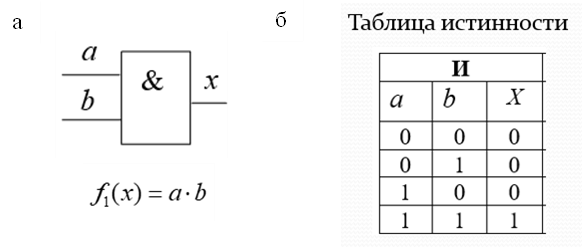 а
a
b
&
x
f₁(x) = a · b
б
Таблица истинности
И
a b X
0 0 0
0 1 0
1 0 0
1 1 1